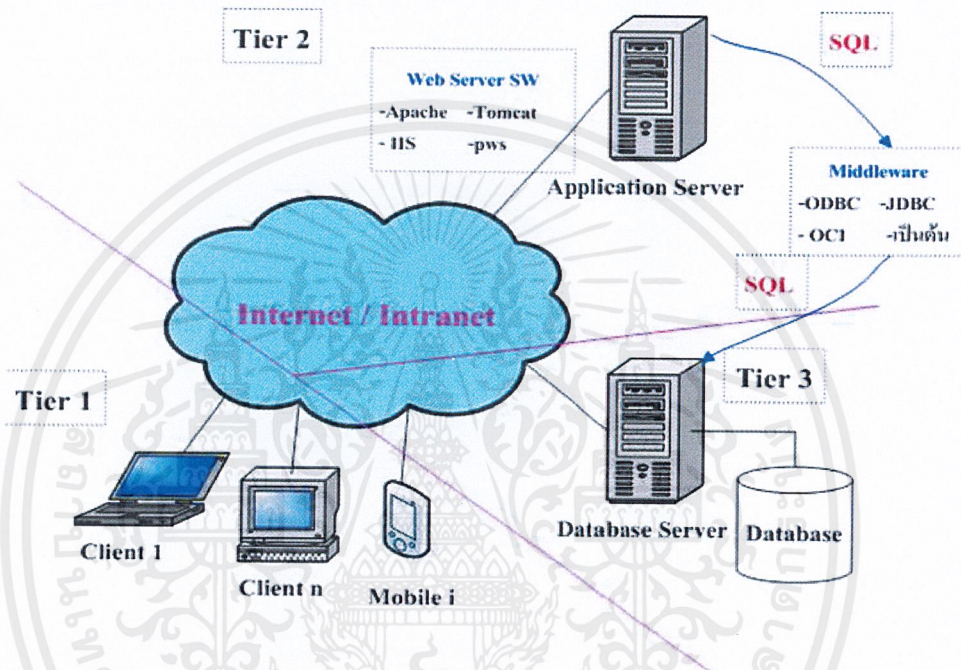 Tier 2
SQL
Web Server SW
-Apache -Tomcat
- IIS -pws
Application Server
Middleware
-ODBC -JDBC
- OCI -เป็นต้น
SQL
Internet / Intranet
Tier 1
Tier 3
Client 1
Client n
Mobile i
Database Server
Database